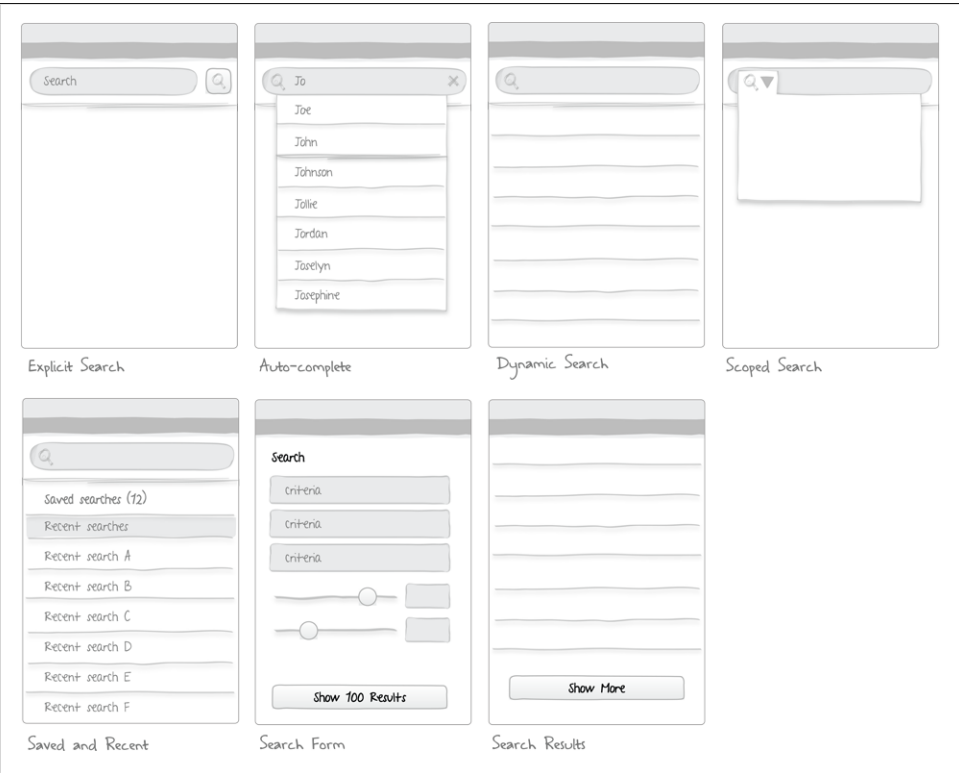 Search
Explicit Search
Jo
Joe
John
Johnson
Jollie
Jordan
Joselyn
Josephine
Auto-complete
Dynamic Search
Scoped Search
Saved searches (12)
Recent searches
Recent search A
Recent search B
Recent search C
Recent search D
Recent search E
Recent search F
Saved and Recent
Search
criteria
criteria
criteria
Show 100 Results
Search Form
Show More
Search Results